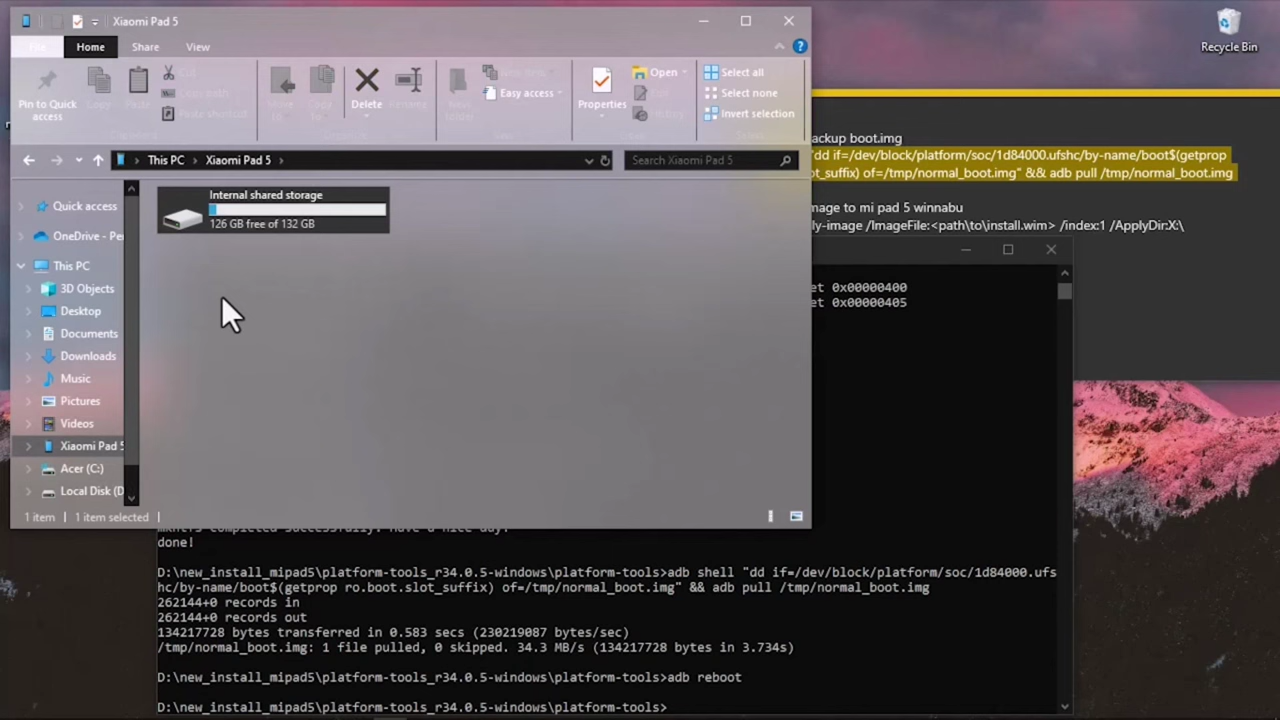 Xiaomi Pad 5
Recycle Bin
Home
Share
View
Pin to Quick access
Copy
Paste
Delete
Easy access
Properties
Open
Select all
Select none
Invert selection
This PC
Xiaomi Pad 5
Search Xiaomi Pad 5
ackup boot.img
"dd if=/dev/block/platform/soc/1d84000.ufshc/by-name/boot$(getprop
ot_suffix) of=/tmp/normal_boot.img" && adb pull /tmp/normal_boot.img
mage to mi pad 5 winnabu
ly-image /ImageFile:<path\to\install.wim> /index:1 /ApplyDir:X:\
Quick access
OneDrive - Per
This PC
3D Objects
Desktop
Documents
Downloads
Music
Pictures
Videos
Xiaomi Pad 5
Acer (C:)
Local Disk (D
Internal shared storage
126 GB free of 132 GB
et 0x00000400
et 0x00000405
1 item
1 item selected
mkntfs completed successfully. Have a nice day.
done!
D:\new_install_mipad5\platform-tools_r34.0.5-windows\platform-tools>adb shell "dd if=/dev/block/platform/soc/1d84000.ufs
hc/by-name/boot$(getprop ro.boot.slot_suffix) of=/tmp/normal_boot.img" && adb pull /tmp/normal_boot.img
262144+0 records in
262144+0 records out
134217728 bytes transferred in 0.583 secs (230219087 bytes/sec)
/tmp/normal_boot.img: 1 file pulled, 0 skipped. 34.3 MB/s (134217728 bytes in 3.734s)
D:\new_install_mipad5\platform-tools_r34.0.5-windows\platform-tools>adb reboot
D:\new_install_mipad5\platform-tools_r34.0.5-windows\platform-tools>